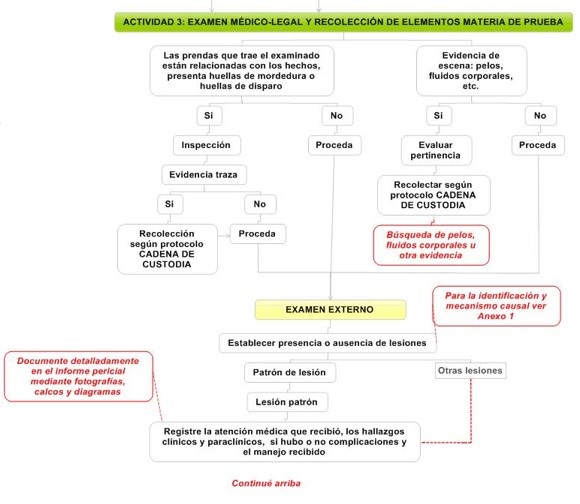 ACTIVIDAD 3: EXAMEN MÉDICO-LEGAL Y RECOLECCIÓN DE ELEMENTOS MATERIA DE PRUEBA
Las prendas que trae el examinado
están relacionadas con los hechos,
presenta huellas de mordedura o
huellas de disparo
Evidencia de
escena: pelos,
fluidos corporales,
etc.
Si
No
Si
No
Inspección
Proceda
Evaluar
pertinencia
Proceda
Evidencia traza
Recolectar según
protocolo CADENA
DE CUSTODIA
Si
No
Recolección
según protocolo
CADENA DE
CUSTODIA
Proceda
Búsqueda de pelos,
fluidos corporales u
otra evidencia
EXAMEN EXTERNO
Para la identificación y
mecanismo causal ver
Anexo 1
Establecer presencia o ausencia de lesiones
Documente detalladamente
en el informe pericial
mediante fotografías,
calcos y diagramas
Patrón de lesión
Otras lesiones
Lesión patrón
Registre la atención médica que recibió, los hallazgos
clínicos y paraclínicos, si hubo o no complicaciones y
el manejo recibido
Continué arriba